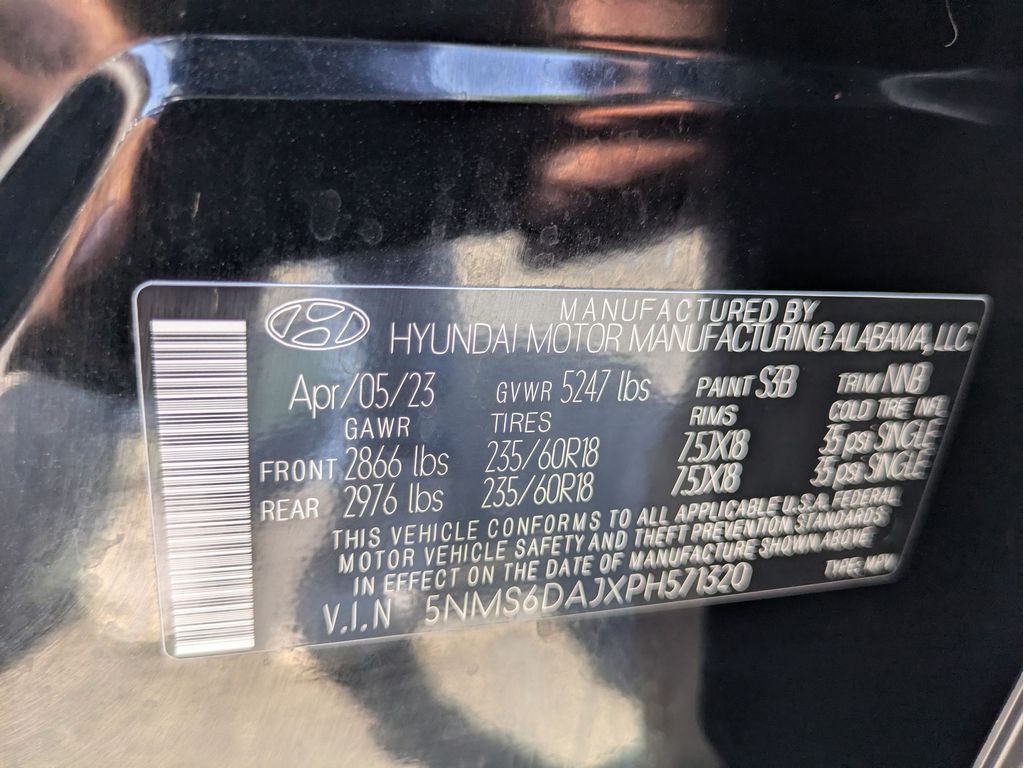 MANUFACTURED BY
HYUNDAI MOTOR MANUFACTURING ALABAMA, LLC
Apr/05/23 GVWR 5247 lbs PAINT S3B TRIM NNB
GAWR TIRES RIMS COLD TIRE INFL
FRONT 2866 lbs 235/60R18 7.5JX18 35 psi SINGLE
REAR 2976 lbs 235/60R18 7.5JX18 35 psi SINGLE
THIS VEHICLE CONFORMS TO ALL APPLICABLE U.S.A. FEDERAL
MOTOR VEHICLE SAFETY AND THEFT PREVENTION STANDARDS
IN EFFECT ON THE DATE OF MANUFACTURE SHOWN ABOVE
V.I.N 5NMS6DAJXPH571320 TYPE: MPV